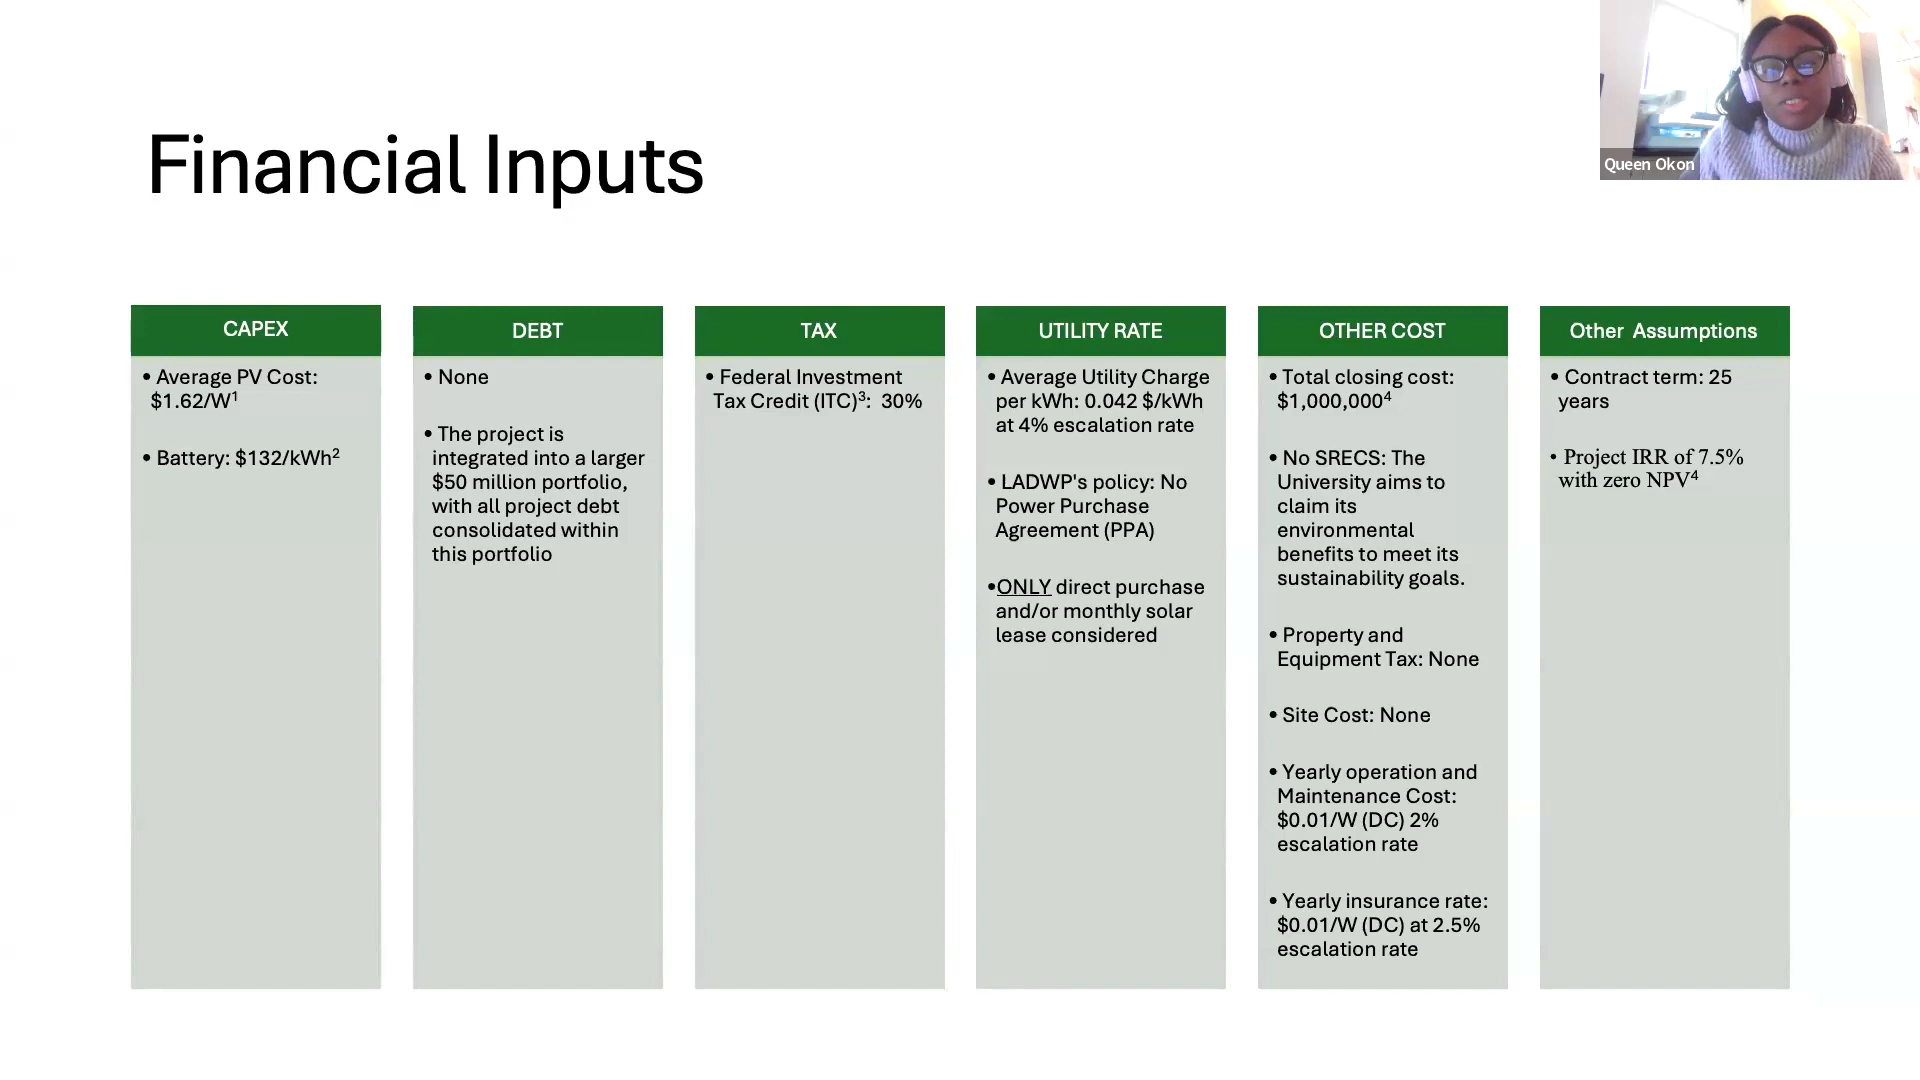 Financial Inputs
Queen Okon
CAPEX
• Average PV Cost:
$1.62/W¹
• Battery: $132/kWh²
DEBT
• None
• The project is
integrated into a larger
$50 million portfolio,
with all project debt
consolidated within
this portfolio
TAX
• Federal Investment
Tax Credit (ITC)³: 30%
UTILITY RATE
• Average Utility Charge
per kWh: 0.042 $/kWh
at 4% escalation rate
• LADWP's policy: No
Power Purchase
Agreement (PPA)
•ONLY direct purchase
and/or monthly solar
lease considered
OTHER COST
• Total closing cost:
$1,000,000⁴
• No SRECS: The
University aims to
claim its
environmental
benefits to meet its
sustainability goals.
• Property and
Equipment Tax: None
• Site Cost: None
• Yearly operation and
Maintenance Cost:
$0.01/W (DC) 2%
escalation rate
• Yearly insurance rate:
$0.01/W (DC) at 2.5%
escalation rate
Other Assumptions
• Contract term: 25
years
• Project IRR of 7.5%
with zero NPV⁴